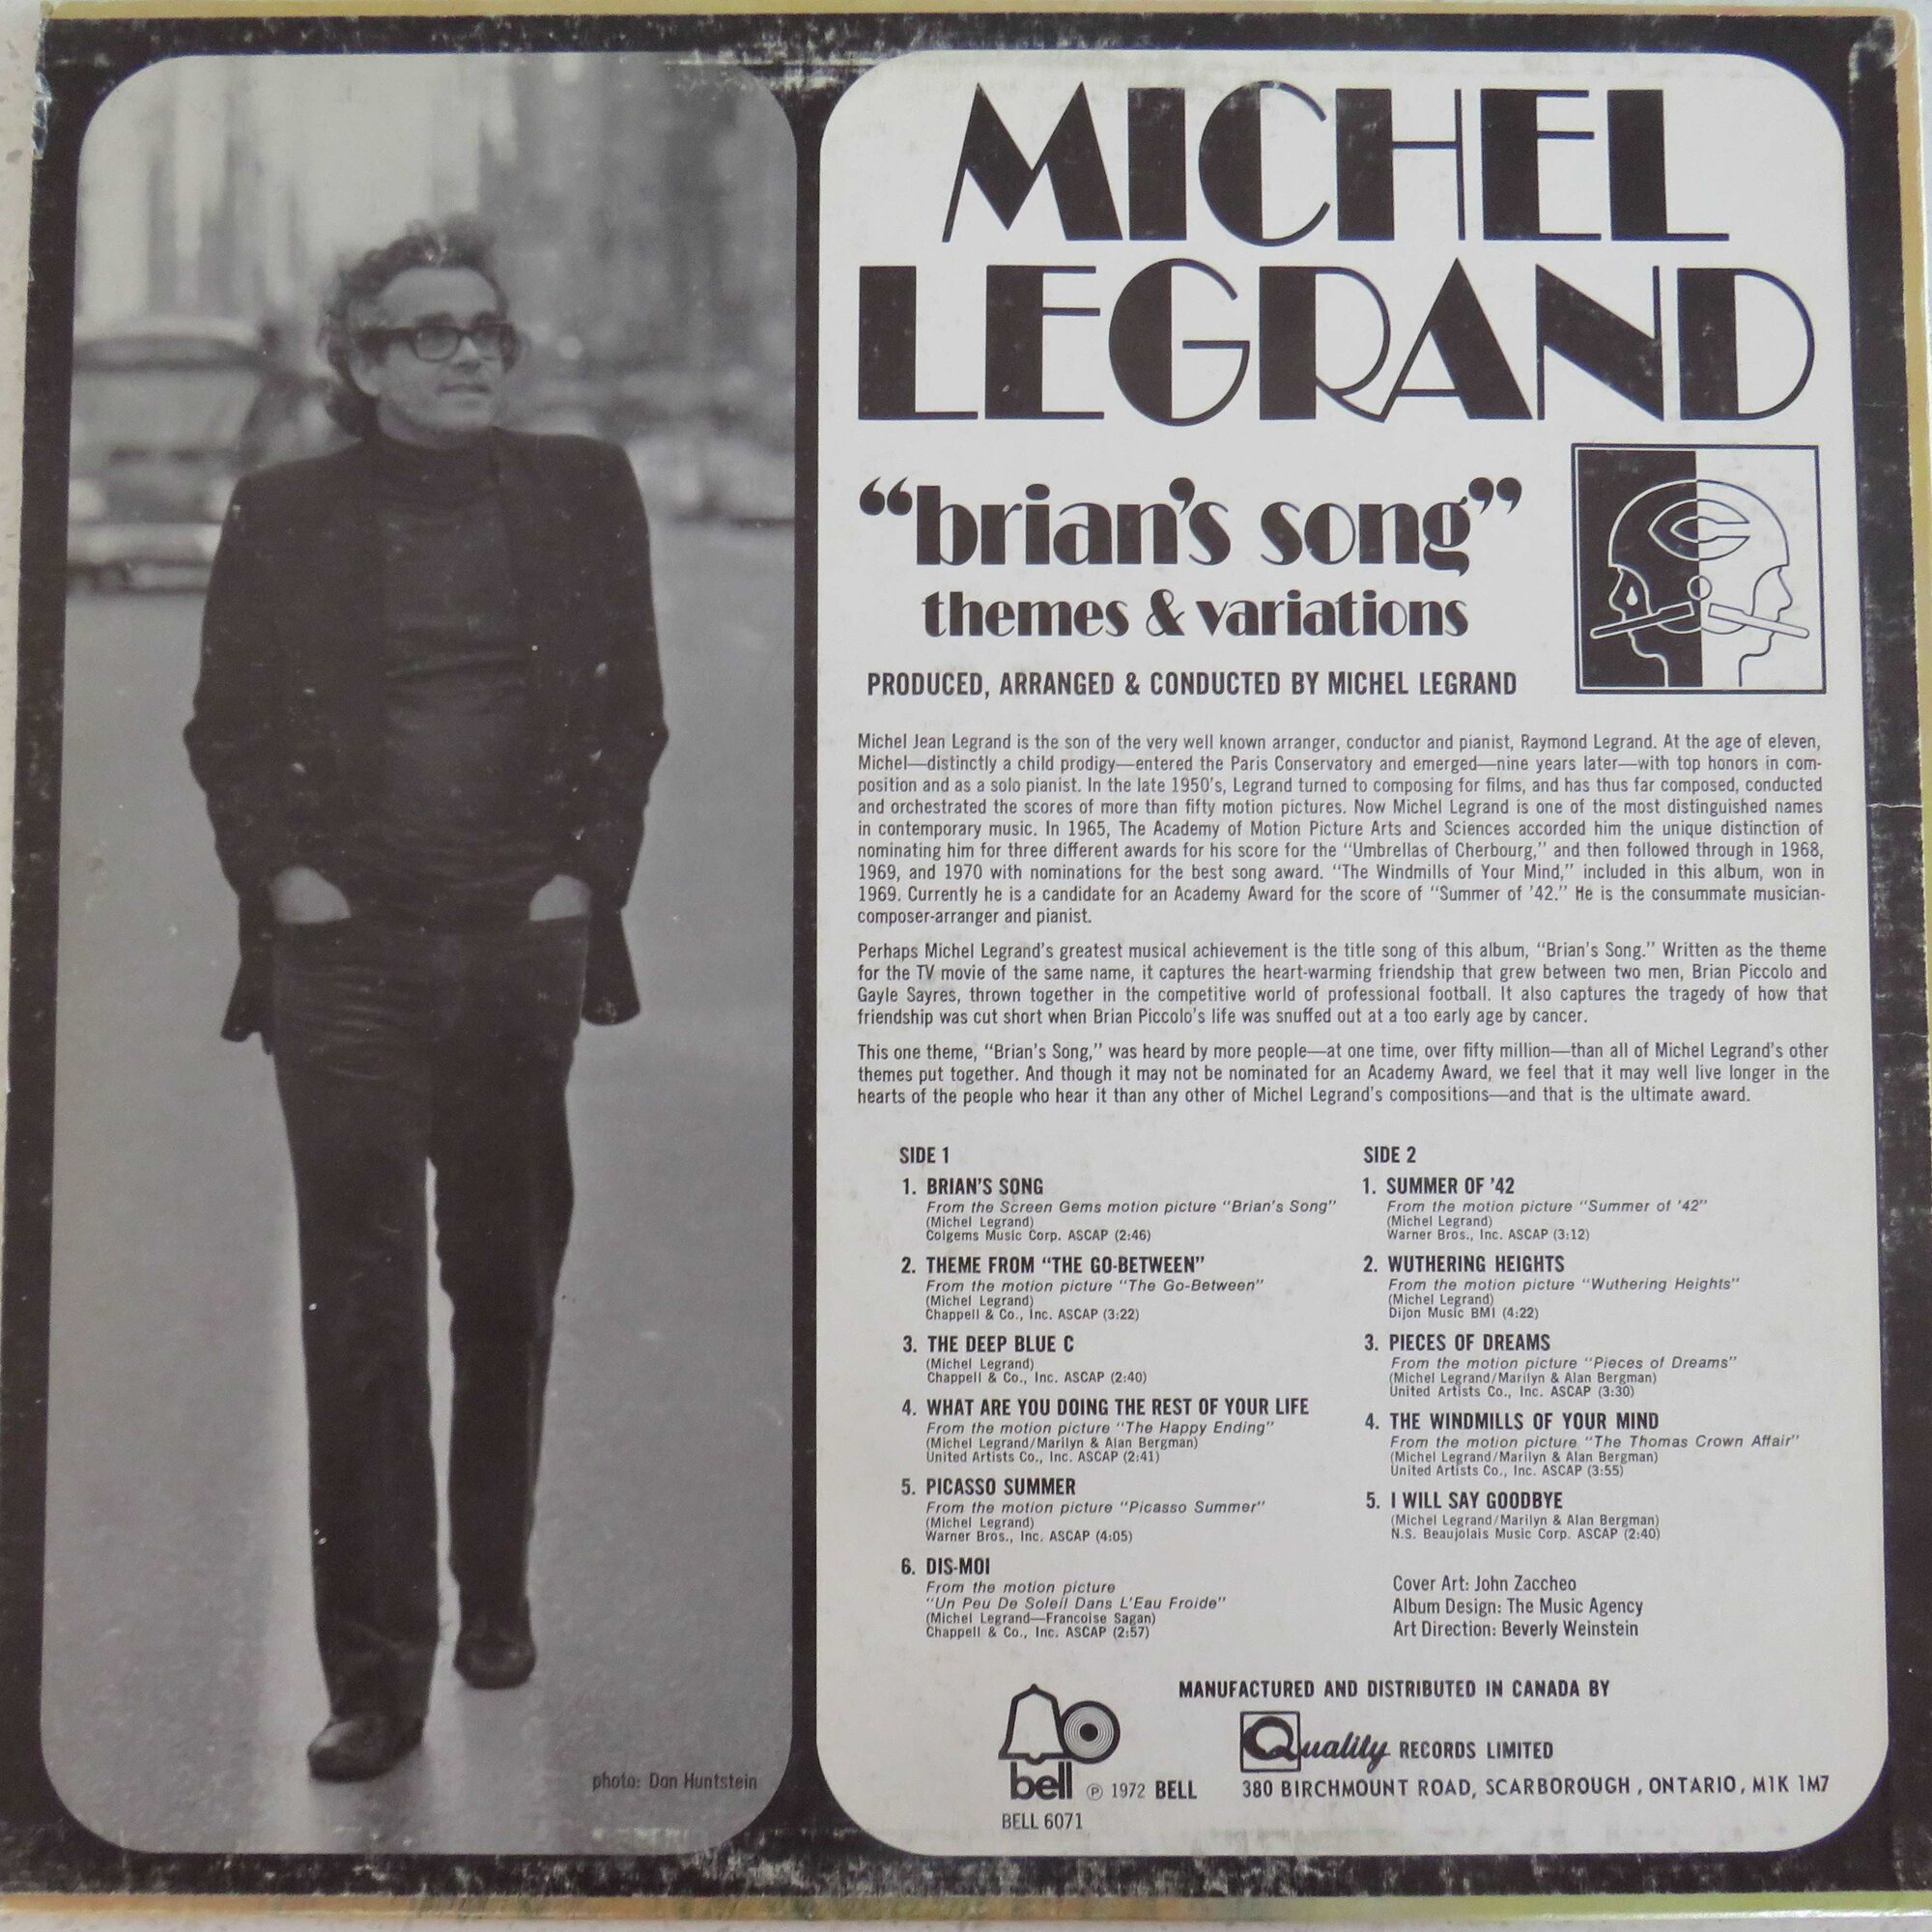 MICHEL
LEGRAND
“brian’s song”
themes & variations
PRODUCED, ARRANGED & CONDUCTED BY MICHEL LEGRAND
Michel Jean Legrand is the son of the very well known arranger, conductor and pianist, Raymond Legrand. At the age of eleven,
Michel—distinctly a child prodigy—entered the Paris Conservatory and emerged—nine years later—with top honors in com-
position and as a solo pianist. In the late 1950's, Legrand turned to composing for films, and has thus far composed, conducted
and orchestrated the scores of more than fifty motion pictures. Now Michel Legrand is one of the most distinguished names
in contemporary music. In 1965, The Academy of Motion Picture Arts and Sciences accorded him the unique distinction of
nominating him for three different awards for his score for the “Umbrellas of Cherbourg,” and then followed through in 1968,
1969, and 1970 with nominations for the best song award. “The Windmills of Your Mind,” included in this album, won in
1969. Currently he is a candidate for an Academy Award for the score of “Summer of '42.” He is the consummate musician-
composer-arranger and pianist.
Perhaps Michel Legrand's greatest musical achievement is the title song of this album, “Brian's Song.” Written as the theme
for the TV movie of the same name, it captures the heart-warming friendship that grew between two men, Brian Piccolo and
Gayle Sayres, thrown together in the competitive world of professional football. It also captures the tragedy of how that
friendship was cut short when Brian Piccolo's life was snuffed out at a too early age by cancer.
This one theme, “Brian's Song,” was heard by more people—at one time, over fifty million—than all of Michel Legrand's other
themes put together. And though it may not be nominated for an Academy Award, we feel that it may well live longer in the
hearts of the people who hear it than any other of Michel Legrand's compositions—and that is the ultimate award.
SIDE 1
1. BRIAN'S SONG
From the Screen Gems motion picture “Brian's Song”
(Michel Legrand)
Colgems Music Corp. ASCAP (2:46)
2. THEME FROM “THE GO-BETWEEN”
From the motion picture “The Go-Between”
(Michel Legrand)
Chappell & Co., Inc. ASCAP (3:22)
3. THE DEEP BLUE C
(Michel Legrand)
Chappell & Co., Inc. ASCAP (2:40)
4. WHAT ARE YOU DOING THE REST OF YOUR LIFE
From the motion picture “The Happy Ending”
(Michel Legrand/Marilyn & Alan Bergman)
United Artists Co., Inc. ASCAP (2:41)
5. PICASSO SUMMER
From the motion picture “Picasso Summer”
(Michel Legrand)
Warner Bros., Inc. ASCAP (4:05)
6. DIS-MOI
From the motion picture
“Un Peu De Soleil Dans L'Eau Froide”
(Michel Legrand—Francoise Sagan)
Chappell & Co., Inc. ASCAP (2:57)
SIDE 2
1. SUMMER OF '42
From the motion picture “Summer of '42”
(Michel Legrand)
Warner Bros., Inc. ASCAP (3:12)
2. WUTHERING HEIGHTS
From the motion picture “Wuthering Heights”
(Michel Legrand)
Dijon Music BMI (4:22)
3. PIECES OF DREAMS
From the motion picture “Pieces of Dreams”
(Michel Legrand/Marilyn & Alan Bergman)
United Artists Co., Inc. ASCAP (3:30)
4. THE WINDMILLS OF YOUR MIND
From the motion picture “The Thomas Crown Affair”
(Michel Legrand/Marilyn & Alan Bergman)
United Artists Co., Inc. ASCAP (3:55)
5. I WILL SAY GOODBYE
(Michel Legrand/Marilyn & Alan Bergman)
N.S. Beaujolais Music Corp. ASCAP (2:40)
Cover Art: John Zaccheo
Album Design: The Music Agency
Art Direction: Beverly Weinstein
MANUFACTURED AND DISTRIBUTED IN CANADA BY
Quality RECORDS LIMITED
380 BIRCHMOUNT ROAD, SCARBOROUGH, ONTARIO, M1K 1M7
bell ℗ 1972 BELL
BELL 6071
photo: Don Huntstein